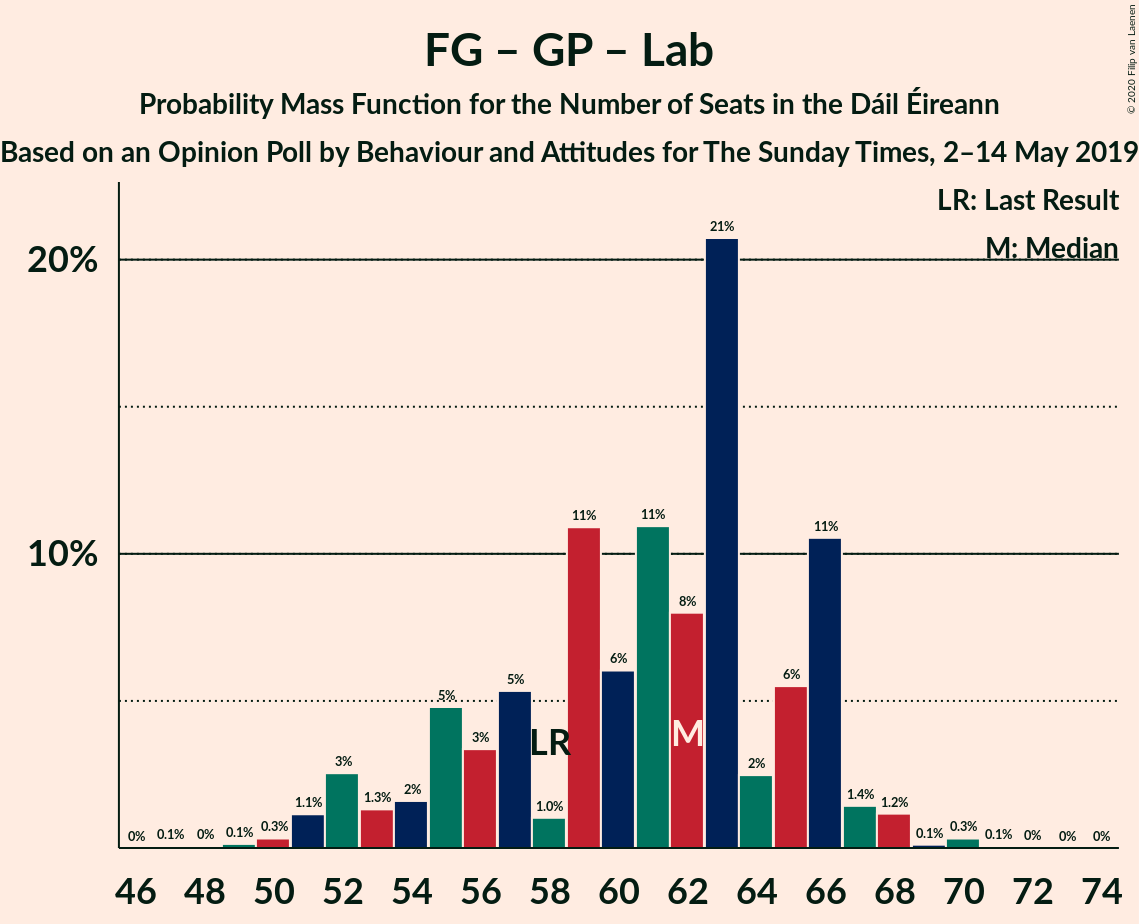 FG – GP – Lab
Probability Mass Function for the Number of Seats in the Dáil Éireann
Based on an Opinion Poll by Behaviour and Attitudes for The Sunday Times, 2–14 May 2019
© 2020 Filip van Laenen
LR: Last Result
M: Median
20%
10%
0% 0.1% 0% 0.1% 0.3% 1.1% 3% 1.3% 2% 5% 3% 5% 1.0% 11% 6% 11% 8% 21% 2% 6% 11% 1.4% 1.2% 0.1% 0.3% 0.1% 0% 0% 0%
LR
M
46 48 50 52 54 56 58 60 62 64 66 68 70 72 74